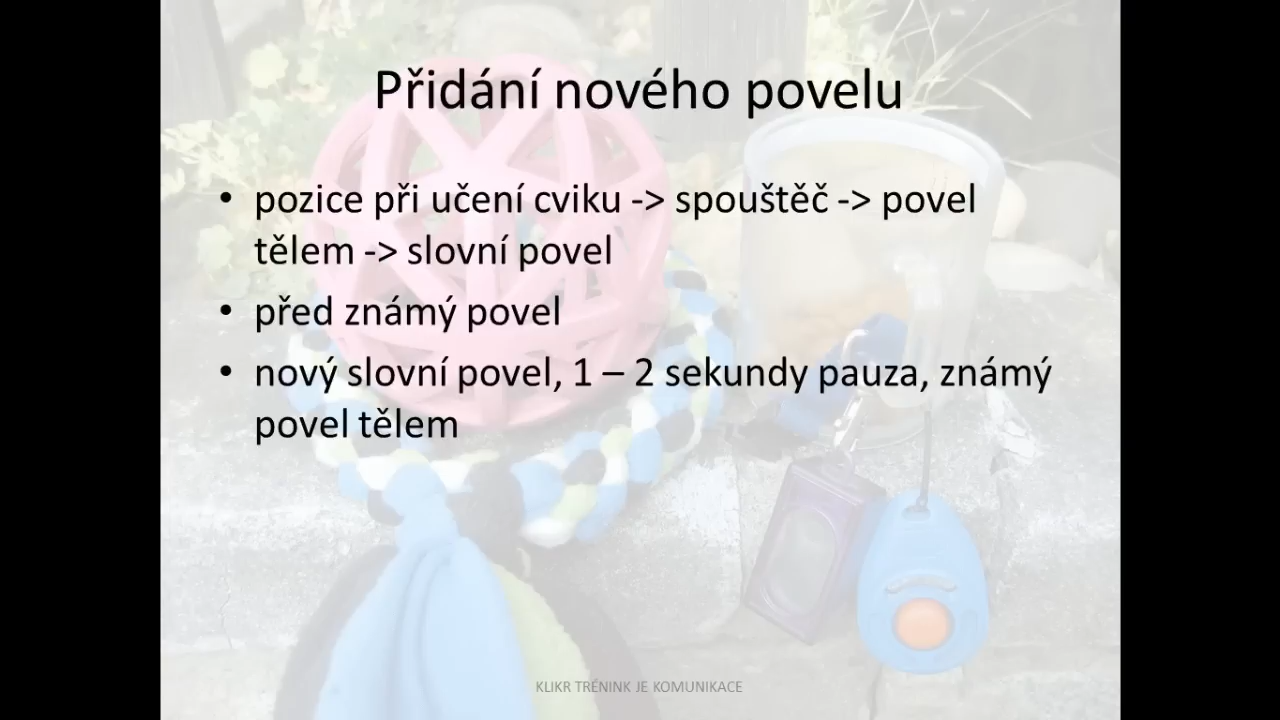 Přidání nového povelu
• pozice při učení cviku -> spouštěč -> povel
tělem -> slovní povel
• před známý povel
• nový slovní povel, 1 – 2 sekundy pauza, známý
povel tělem
KLIKR TRÉNINK JE KOMUNIKACE